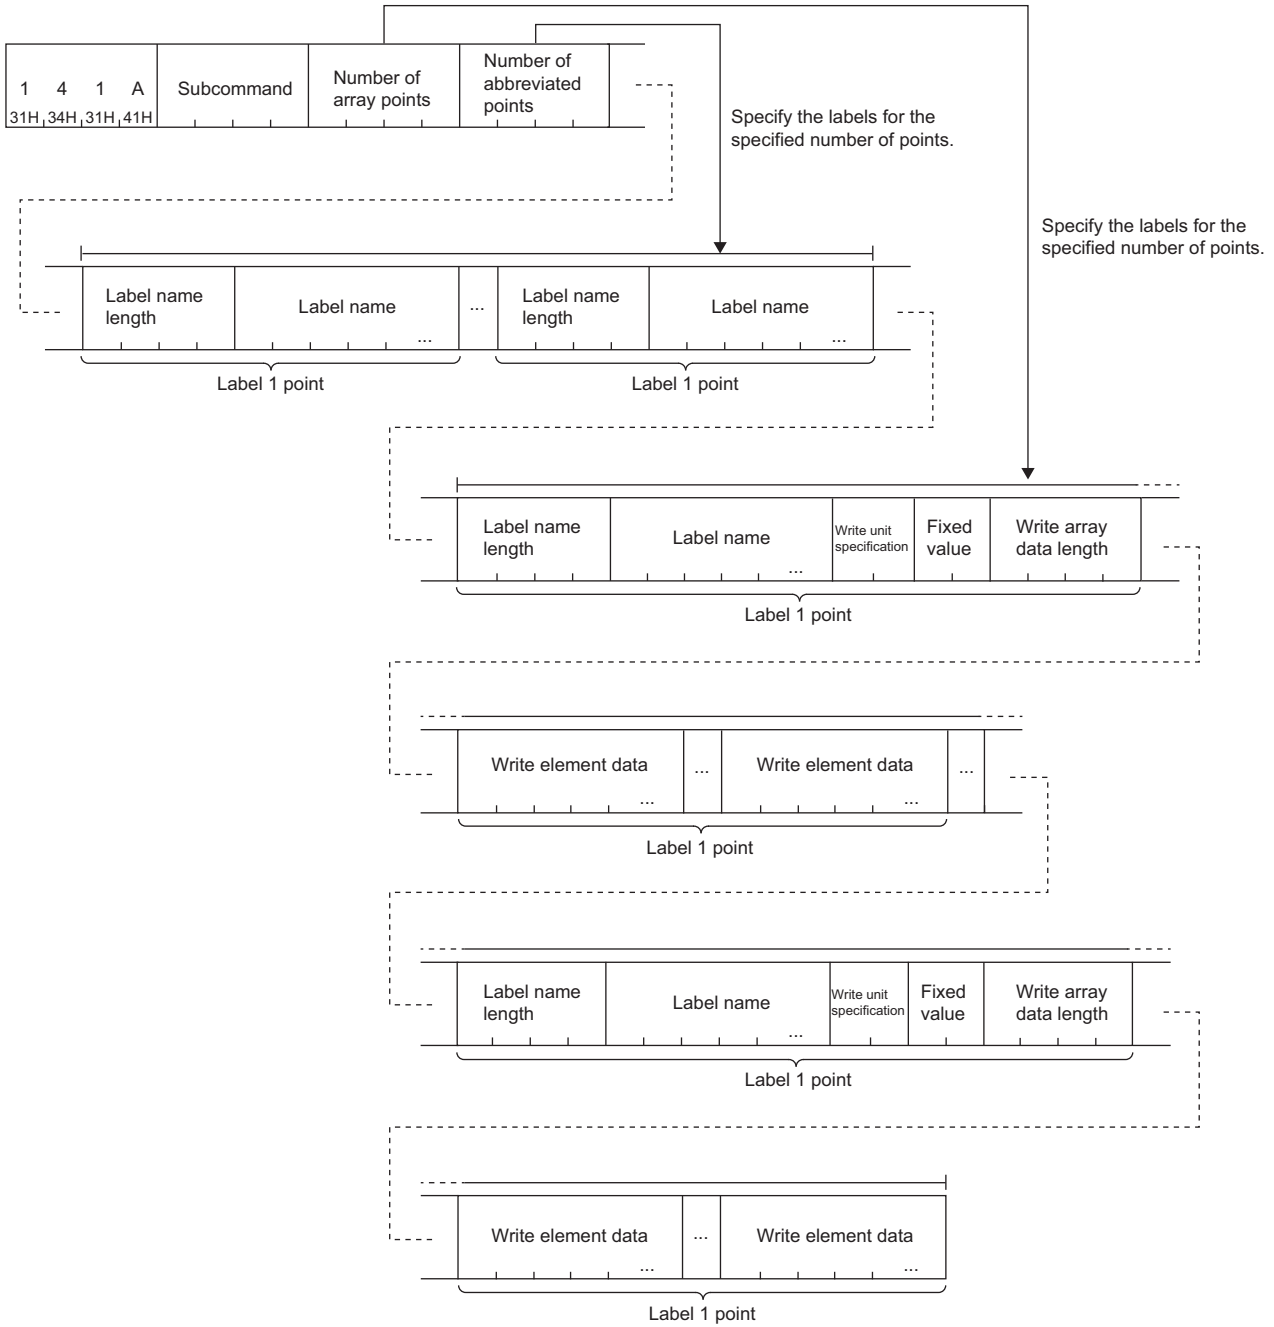 1 4 1 A
31H 34H 31H 41H
Subcommand
Number of
array points
Number of
abbreviated
points
Specify the labels for the
specified number of points.
Specify the labels for the
specified number of points.
Label name
length
Label name
...
...
Label name
length
Label name
...
Label 1 point
Label 1 point
Label name
length
Label name
...
Write unit
specification
Fixed
value
Write array
data length
Label 1 point
Write element data
...
...
Write element data
...
...
Label 1 point
Label name
length
Label name
...
Write unit
specification
Fixed
value
Write array
data length
Label 1 point
Write element data
...
...
Write element data
...
Label 1 point